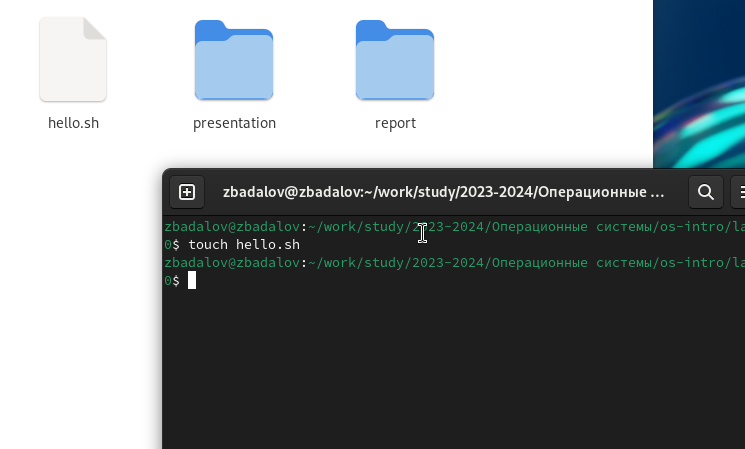 hello.sh presentation report
zbadalov@zbadalov:~/work/study/2023-2024/Операционные ...
zbadalov@zbadalov:~/work/study/2023-2024/Операционные системы/os-intro/la
0$ touch hello.sh
zbadalov@zbadalov:~/work/study/2023-2024/Операционные системы/os-intro/la
0$